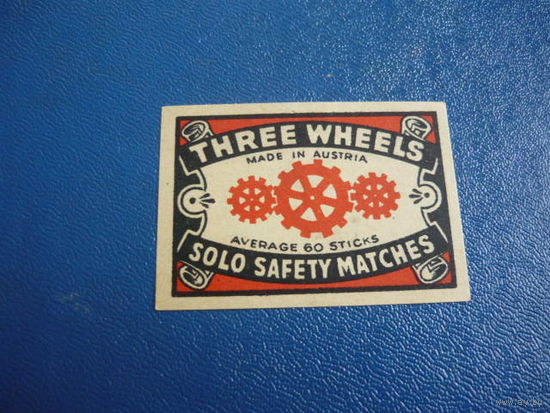 THREE WHEELS
MADE IN AUSTRIA
AVERAGE 60 STICKS
SOLO SAFETY MATCHES